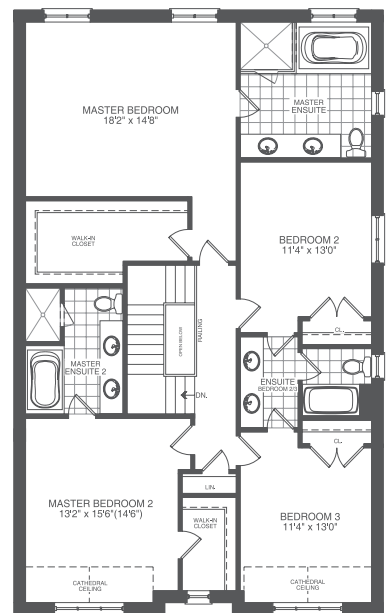 MASTER BEDROOM
18'2" x 14'8"
MASTER
ENSUITE
WALK-IN
CLOSET
BEDROOM 2
11'4" x 13'0"
CL.
MASTER
ENSUITE 2
OPEN BELOW
RAILING
DN.
ENSUITE
BEDROOM 2/3
CL.
LIN.
MASTER BEDROOM 2
13'2" x 15'6"(14'6")
WALK-IN
CLOSET
BEDROOM 3
11'4" x 13'0"
CATHEDRAL
CEILING
CATHEDRAL
CEILING